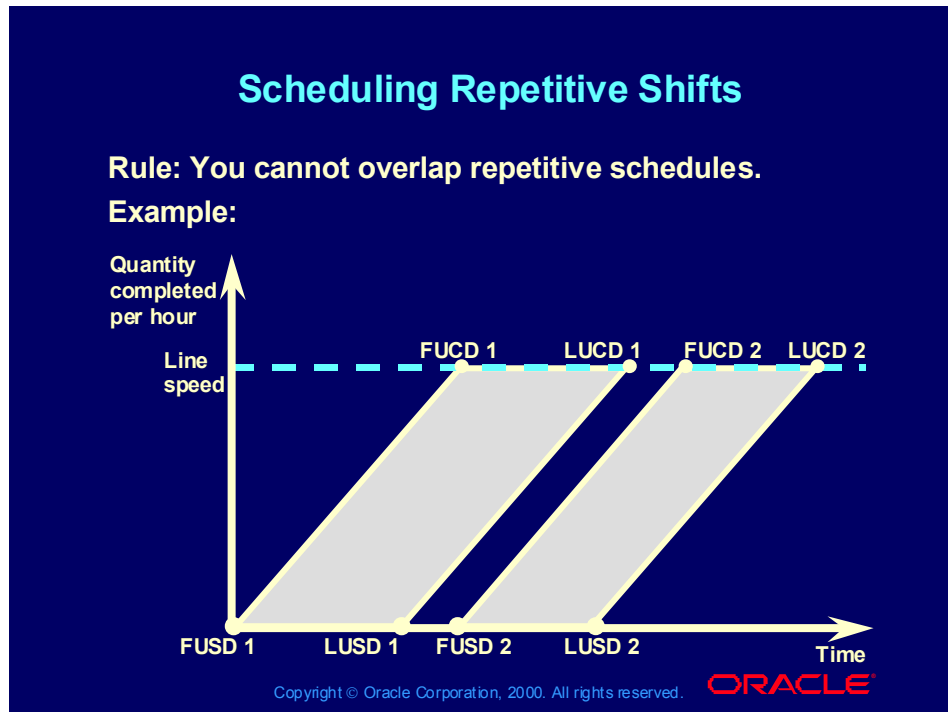 Scheduling Repetitive Shifts
Rule: You cannot overlap repetitive schedules.
Example:
Quantity
completed
per hour
Line
speed
FUCD 1
LUCD 1
FUCD 2
LUCD 2
FUSD 1
LUSD 1
FUSD 2
LUSD 2
Time
Copyright © Oracle Corporation, 2000. All rights reserved.
ORACLE®